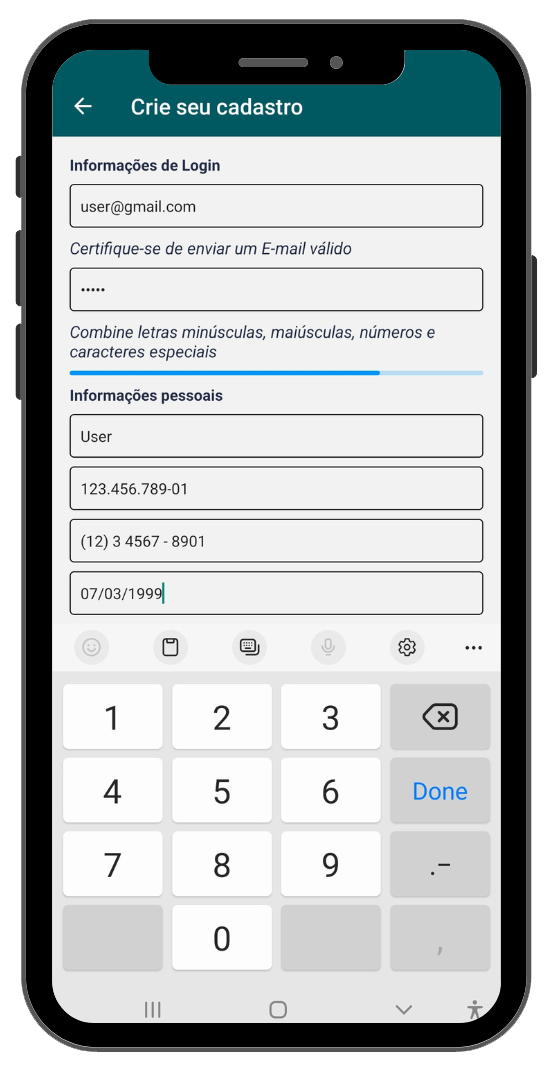 Crie seu cadastro
Informações de Login
user@gmail.com
Certifique-se de enviar um E-mail válido
•••••
Combine letras minúsculas, maiúsculas, números e
caracteres especiais
Informações pessoais
User
123.456.789-01
(12) 3 4567 - 8901
07/03/1999
1 2 3
4 5 6 Done
7 8 9 .-
0 ,